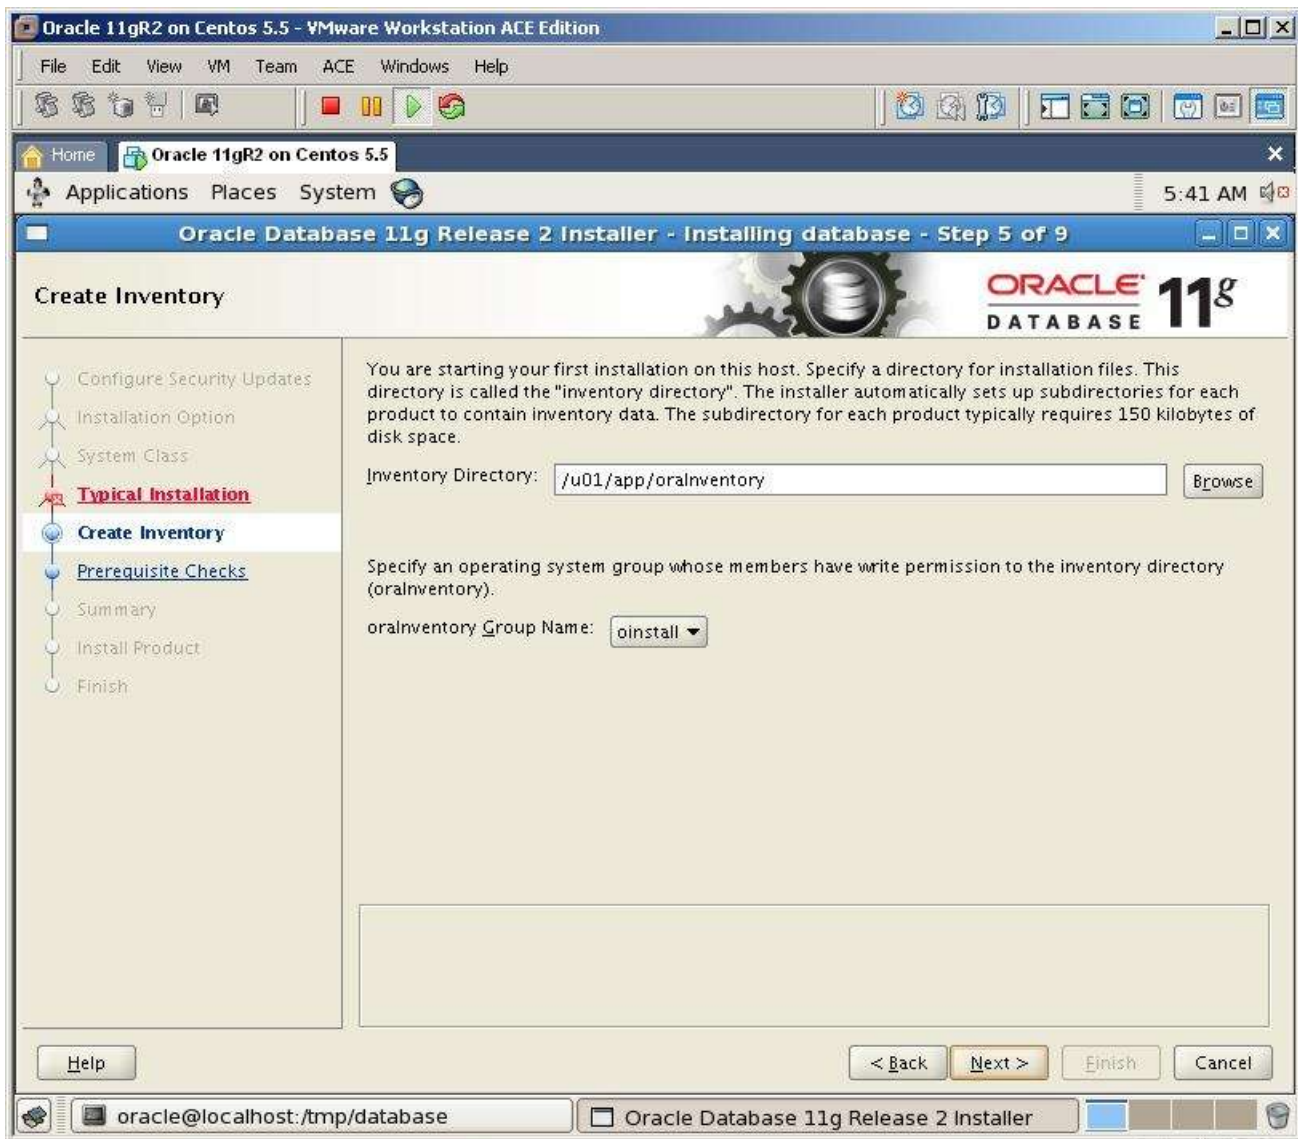 Oracle 11gR2 on Centos 5.5 - VMware Workstation ACE Edition
File Edit View VM Team ACE Windows Help
Home Oracle 11gR2 on Centos 5.5
Applications Places System 5:41 AM
Oracle Database 11g Release 2 Installer - Installing database - Step 5 of 9
Create Inventory
ORACLE DATABASE 11g
Configure Security Updates
Installation Option
System Class
Typical Installation
Create Inventory
Prerequisite Checks
Summary
Install Product
Finish
You are starting your first installation on this host. Specify a directory for installation files. This
directory is called the "inventory directory". The installer automatically sets up subdirectories for each
product to contain inventory data. The subdirectory for each product typically requires 150 kilobytes of
disk space.
Inventory Directory: /u01/app/oraInventory Browse
Specify an operating system group whose members have write permission to the inventory directory
(oraInventory).
oraInventory Group Name: oinstall
Help < Back Next > Finish Cancel
oracle@localhost:/tmp/database Oracle Database 11g Release 2 Installer